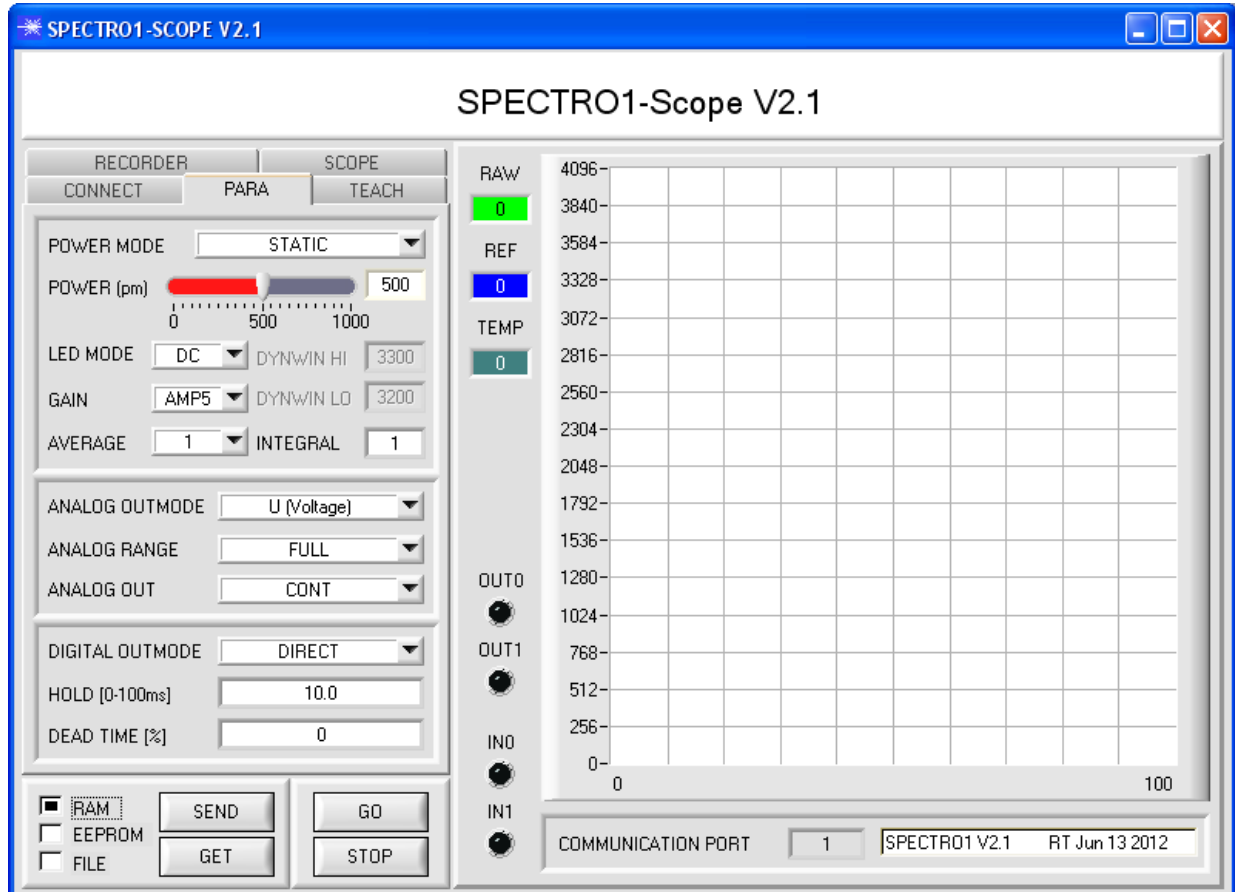 SPECTRO1-SCOPE V2.1
SPECTRO1-Scope V2.1
RECORDER SCOPE
CONNECT PARA TEACH
POWER MODE STATIC
POWER (pm) 500
0 500 1000
LED MODE DC DYNWIN HI 3300
GAIN AMP5 DYNWIN LO 3200
AVERAGE 1 INTEGRAL 1
ANALOG OUTMODE U (Voltage)
ANALOG RANGE FULL
ANALOG OUT CONT
DIGITAL OUTMODE DIRECT
HOLD [0-100ms] 10.0
DEAD TIME [%] 0
RAM
EEPROM
FILE
SEND
GET
GO
STOP
RAW
0
REF
0
TEMP
0
OUT0
OUT1
IN0
IN1
4096
3840
3584
3328
3072
2816
2560
2304
2048
1792
1536
1280
1024
768
512
256
0
0 100
COMMUNICATION PORT 1 SPECTRO1 V2.1 RT Jun 13 2012